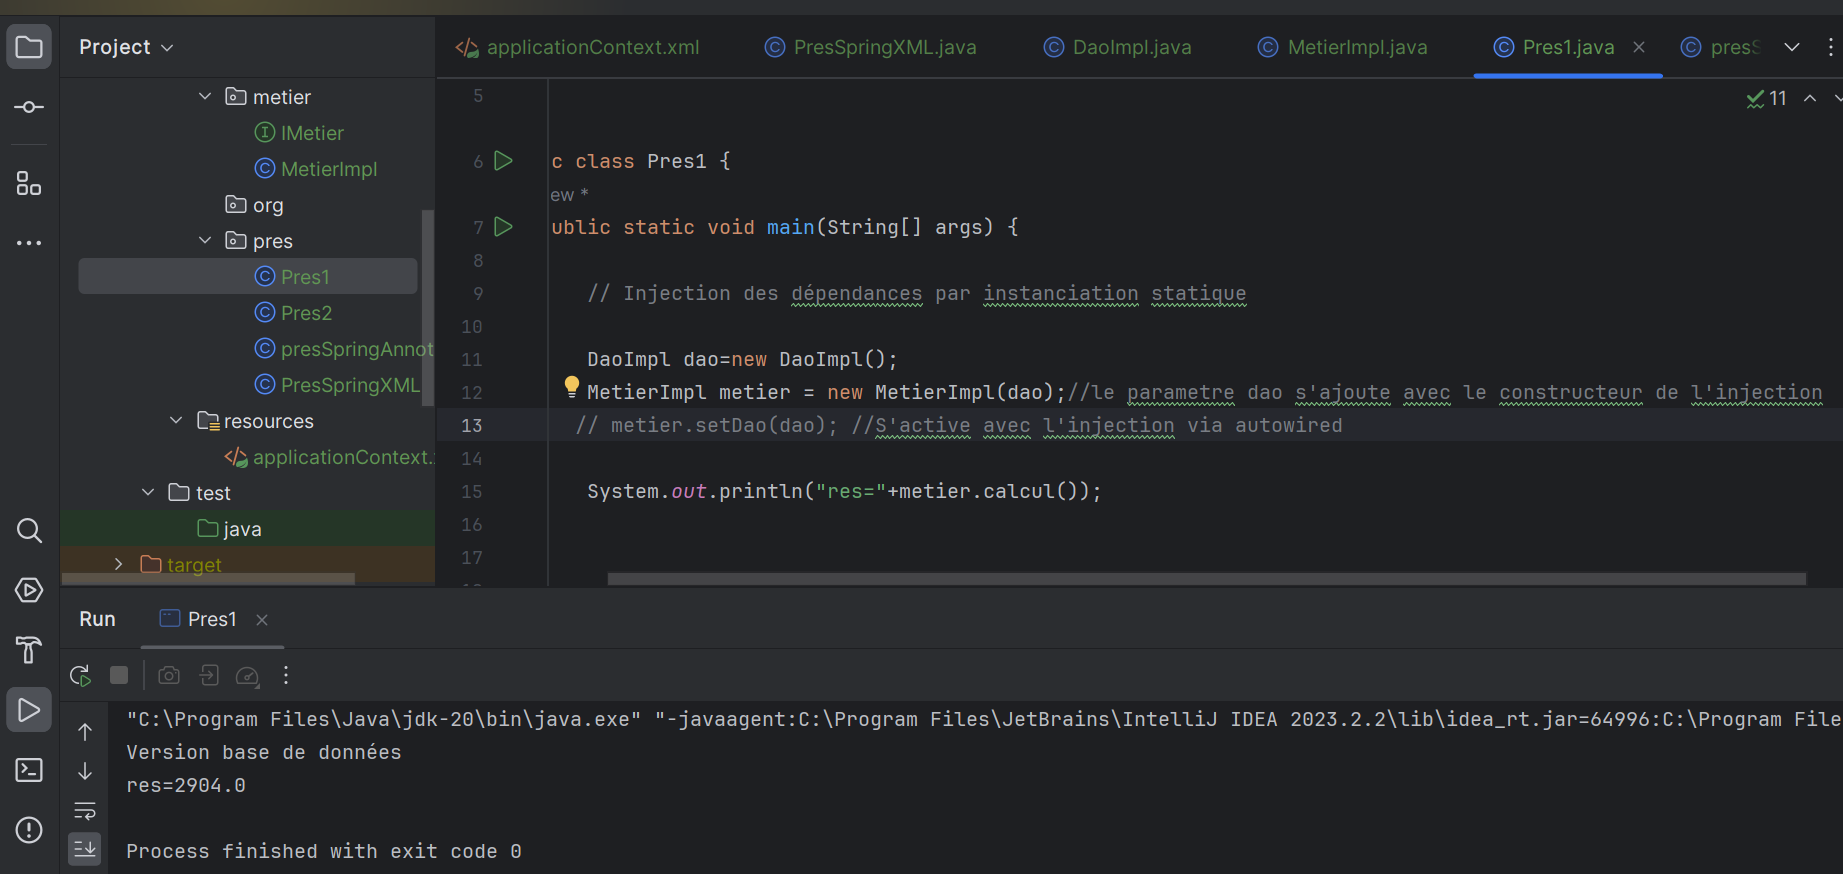 Project
applicationContext.xml
PresSpringXML.java
DaoImpl.java
MetierImpl.java
Pres1.java
presS
metier
IMetier
MetierImpl
org
pres
Pres1
Pres2
presSpringAnnot
PresSpringXML
resources
applicationContext.
test
java
target
11
5
6 c class Pres1 {
ew *
7 ublic static void main(String[] args) {
8
9 // Injection des dépendances par instanciation statique
10
11 DaoImpl dao=new DaoImpl();
12 MetierImpl metier = new MetierImpl(dao);//le parametre dao s'ajoute avec le constructeur de l'injection
13 // metier.setDao(dao); //S'active avec l'injection via autowired
14
15 System.out.println("res="+metier.calcul());
16
17
Run
Pres1
"C:\Program Files\Java\jdk-20\bin\java.exe" "-javaagent:C:\Program Files\JetBrains\IntelliJ IDEA 2023.2.2\lib\idea_rt.jar=64996:C:\Program File
Version base de données
res=2904.0
Process finished with exit code 0